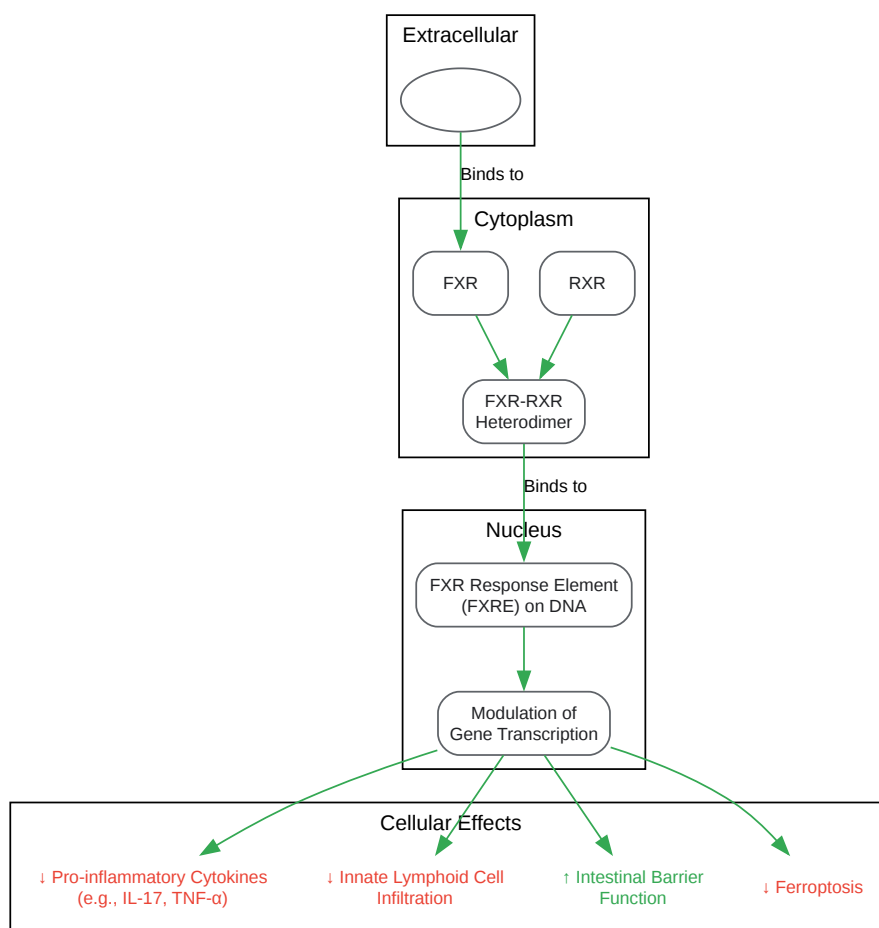 Extracellular
Binds to
Cytoplasm
FXR
RXR
FXR-RXR
Heterodimer
Binds to
Nucleus
FXR Response Element
(FXRE) on DNA
Modulation of
Gene Transcription
Cellular Effects
↓ Pro-inflammatory Cytokines
(e.g., IL-17, TNF-α)
↓ Innate Lymphoid Cell
Infiltration
↑ Intestinal Barrier
Function
↓ Ferroptosis